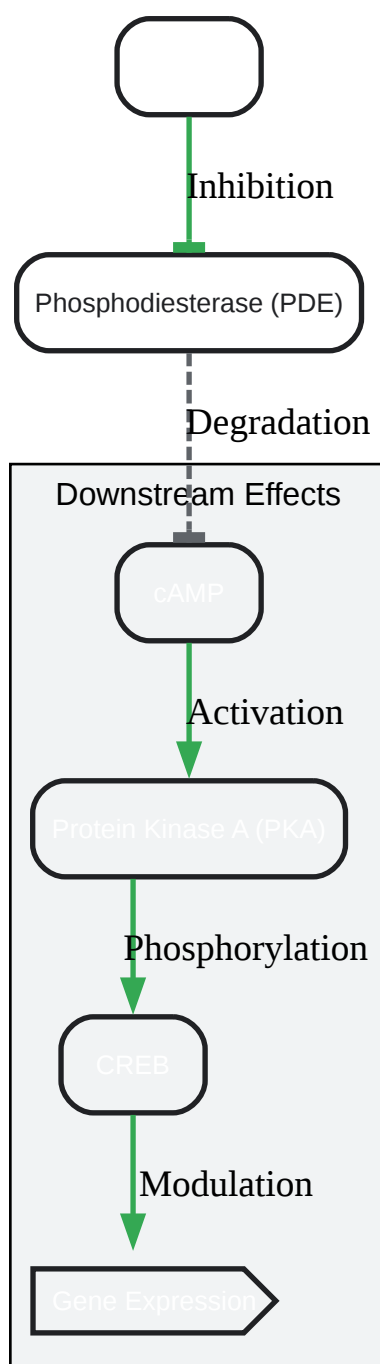 Inhibition
Phosphodiesterase (PDE)
Degradation
Downstream Effects
cAMP
Activation
Protein Kinase A (PKA)
Phosphorylation
CREB
Modulation
Gene Expression